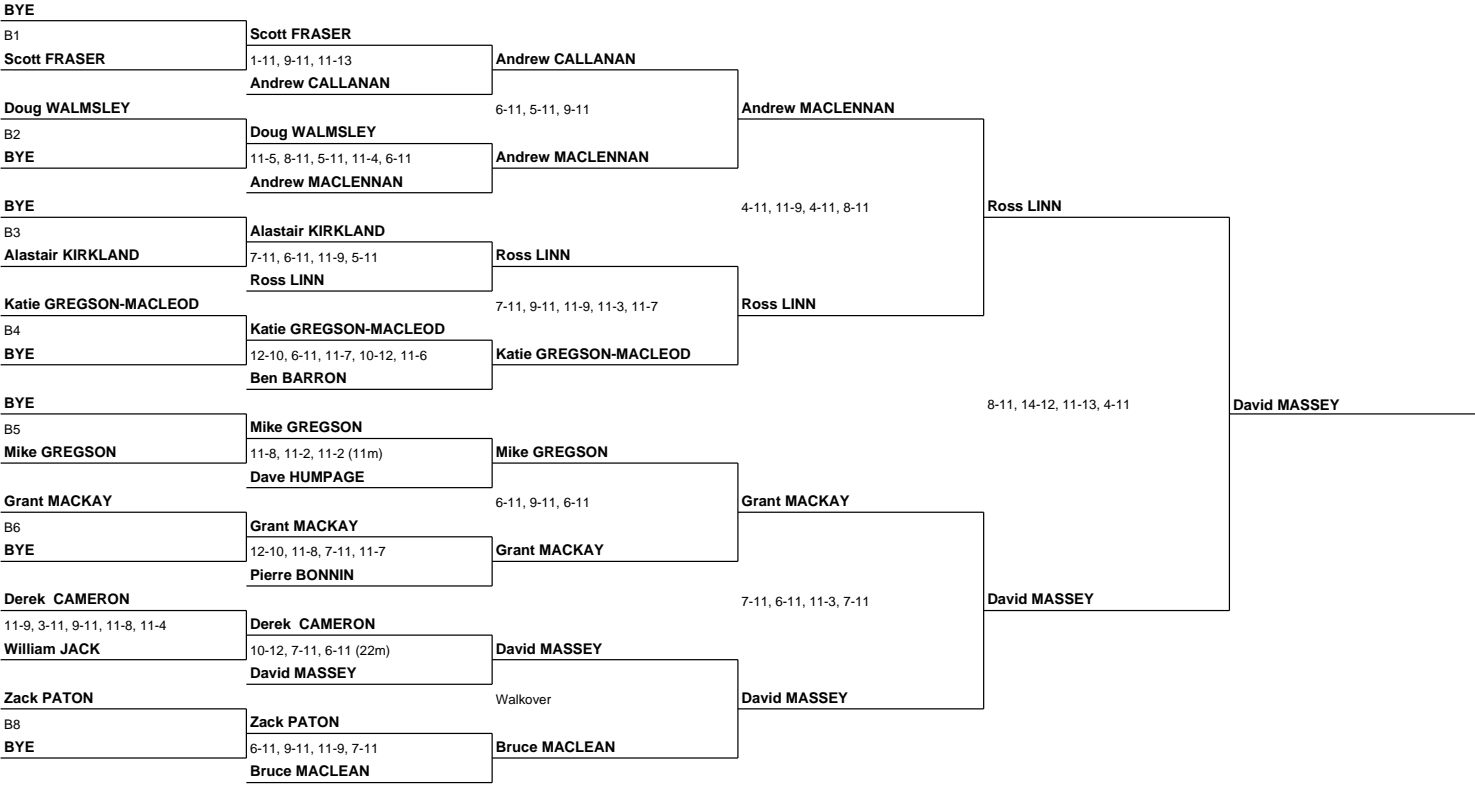 BYE
B1
Scott FRASER
Doug WALMSLEY
B2
BYE
BYE
B3
Alastair KIRKLAND
Katie GREGSON-MACLEOD
B4
BYE
BYE
B5
Mike GREGSON
Grant MACKAY
B6
BYE
Derek  CAMERON
11-9, 3-11, 9-11, 11-8, 11-4
William JACK
Zack PATON
B8
BYE
Scott FRASER
1-11, 9-11, 11-13
Andrew CALLANAN
Doug WALMSLEY
11-5, 8-11, 5-11, 11-4, 6-11
Andrew MACLENNAN
Alastair KIRKLAND
7-11, 6-11, 11-9, 5-11
Ross LINN
Katie GREGSON-MACLEOD
12-10, 6-11, 11-7, 10-12, 11-6
Ben BARRON
Mike GREGSON
11-8, 11-2, 11-2 (11m)
Dave HUMPAGE
Grant MACKAY
12-10, 11-8, 7-11, 11-7
Pierre BONNIN
Derek  CAMERON
10-12, 7-11, 6-11 (22m)
David MASSEY
Zack PATON
6-11, 9-11, 11-9, 7-11
Bruce MACLEAN
Andrew CALLANAN
6-11, 5-11, 9-11
Andrew MACLENNAN
Ross LINN
7-11, 9-11, 11-9, 11-3, 11-7
Katie GREGSON-MACLEOD
Mike GREGSON
6-11, 9-11, 6-11
Grant MACKAY
David MASSEY
Walkover
Bruce MACLEAN
Andrew MACLENNAN
4-11, 11-9, 4-11, 8-11
Ross LINN
Grant MACKAY
7-11, 6-11, 11-3, 7-11
David MASSEY
Ross LINN
8-11, 14-12, 11-13, 4-11
David MASSEY
David MASSEY